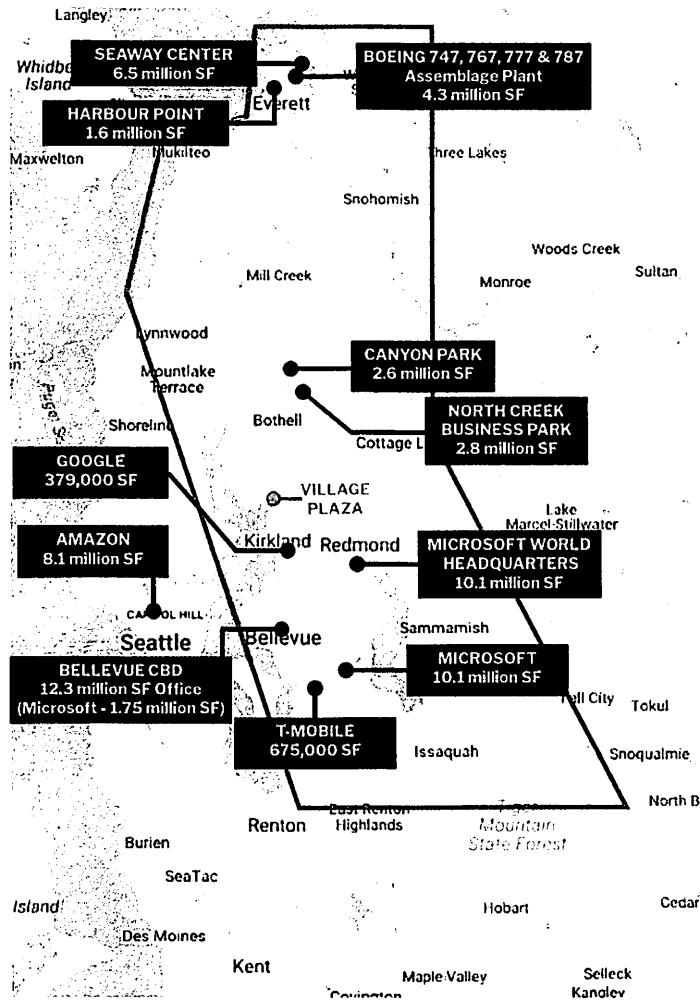 Langley
SEAWAY CENTER
6.5 million SF
BOEING 747, 767, 777 & 787
Assemblage Plant
4.3 million SF
Island
Everett
HARBOUR POINT
1.6 million SF
Mukilteo
Maxwelton
Three Lakes
Snohomish
Woods Creek
Mill Creek
Monroe
Sultan
Lynnwood
CANYON PARK
2.6 million SF
Mountlake
Terrace
NORTH CREEK
BUSINESS PARK
2.8 million SF
Bothell
Shoreline
Cottage L
GOOGLE
379,000 SF
VILLAGE
PLAZA
Lake
Marcel-Stillwater
AMAZON
8.1 million SF
Kirkland
Redmond
MICROSOFT WORLD
HEADQUARTERS
10.1 million SF
CAPITOL HILL
Seattle
Bellevue
Sammamish
BELLEVUE CBD
12.3 million SF Office
(Microsoft - 1.75 million SF)
MICROSOFT
10.1 million SF
Fell City
Tokul
T-MOBILE
675,000 SF
Issaquah
Snoqualmie
North B
East Renton
Highlands
Renton
Tiger
Mountain
State Forest
Burien
SeaTac
Island
Hobart
Cedar
Des Moines
Kent
Maple Valley
Selleck
Kangley
Covington